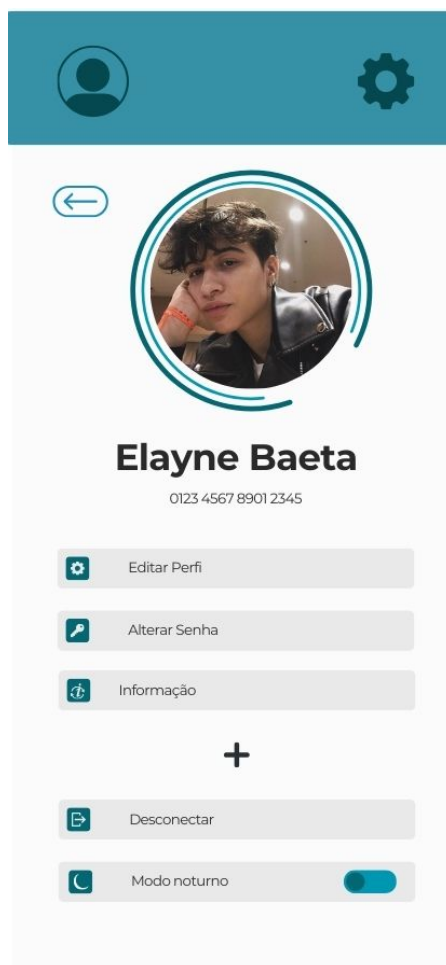 Elayne Baeta
0123 4567 8901 2345
Editar Perfi
Alterar Senha
Informação
Desconectar
Modo noturno